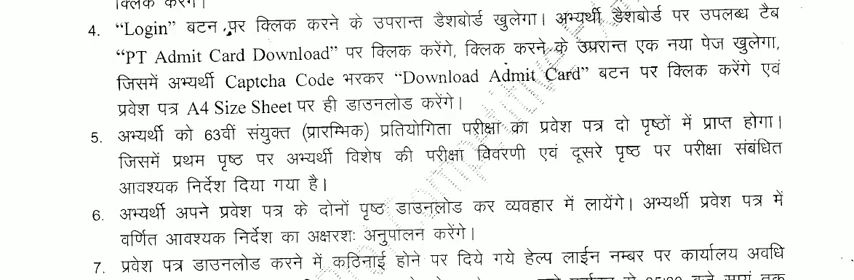 क्लिक करेंगे।
4. “Login” बटन पर क्लिक करने के उपरान्त डैशबोर्ड खुलेगा। अभ्यर्थी डैशबोर्ड पर उपलब्ध टैब
“PT Admit Card Download” पर क्लिक करेंगे, क्लिक करने के उपरान्त एक नया पेज खुलेगा,
जिसमें अभ्यर्थी Captcha Code भरकर “Download Admit Card” बटन पर क्लिक करेंगे एवं
प्रवेश पत्र A4 Size Sheet पर ही डाउनलोड करेंगे।
5. अभ्यर्थी को 63वीं संयुक्त (प्रारम्भिक) प्रतियोगिता परीक्षा का प्रवेश पत्र दो पृष्ठों में प्राप्त होगा।
जिसमें प्रथम पृष्ठ पर अभ्यर्थी विशेष की परीक्षा विवरणी एवं दूसरे पृष्ठ पर परीक्षा संबंधित
आवश्यक निर्देश दिया गया है।
6. अभ्यर्थी अपने प्रवेश पत्र के दोनों पृष्ठ डाउनलोड कर व्यवहार में लायेंगे। अभ्यर्थी प्रवेश पत्र में
वर्णित आवश्यक निर्देश का अक्षरशः अनुपालन करेंगे।
7. प्रवेश पत्र डाउनलोड करने में कठिनाई होने पर दिये गये हेल्प लाईन नम्बर पर कार्यालय अवधि